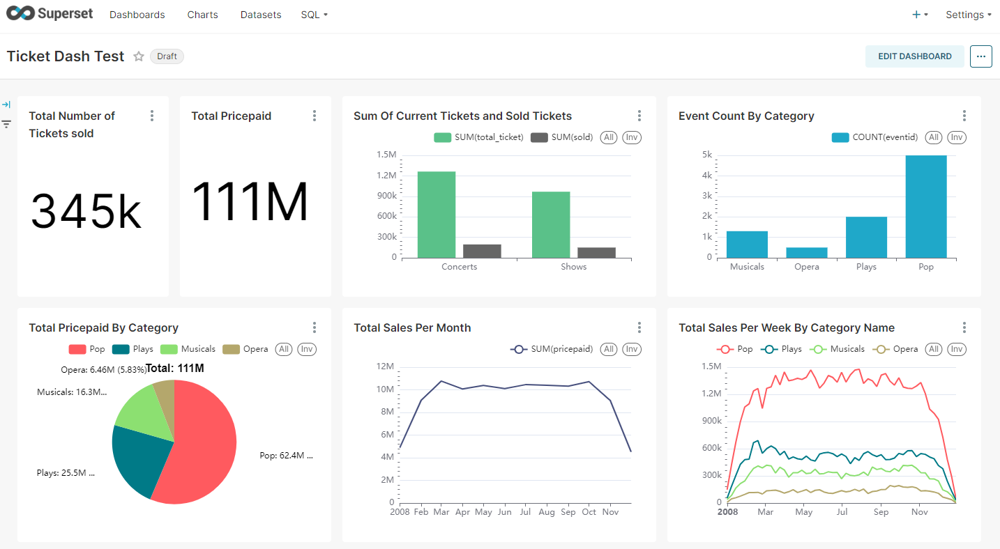 Superset
Dashboards
Charts
Datasets
SQL
+
Settings
Ticket Dash Test
Draft
EDIT DASHBOARD
...
Total Number of
Tickets sold
345k
Total Pricepaid
111M
Sum Of Current Tickets and Sold Tickets
SUM(total_ticket)
SUM(sold)
All
Inv
1.5M
1.2M
900k
600k
300k
0
Concerts
Shows
Event Count By Category
COUNT(eventid)
All
Inv
5k
4k
3k
2k
1k
0
Musicals
Opera
Plays
Pop
Total Pricepaid By Category
Pop
Plays
Musicals
Opera
All
Inv
Opera: 6.46M (5.83%)
Total: 111M
Musicals: 16.3M...
Pop: 62.4M ...
Plays: 25.5M ...
Total Sales Per Month
SUM(pricepaid)
All
Inv
12M
10M
8M
6M
4M
2M
0
2008
Feb
Mar
Apr
May
Jun
Jul
Aug
Sep
Oct
Nov
Total Sales Per Week By Category Name
Pop
Plays
Musicals
Opera
All
Inv
1.5M
1.2M
900k
600k
300k
0
2008
Mar
May
Jul
Sep
Nov